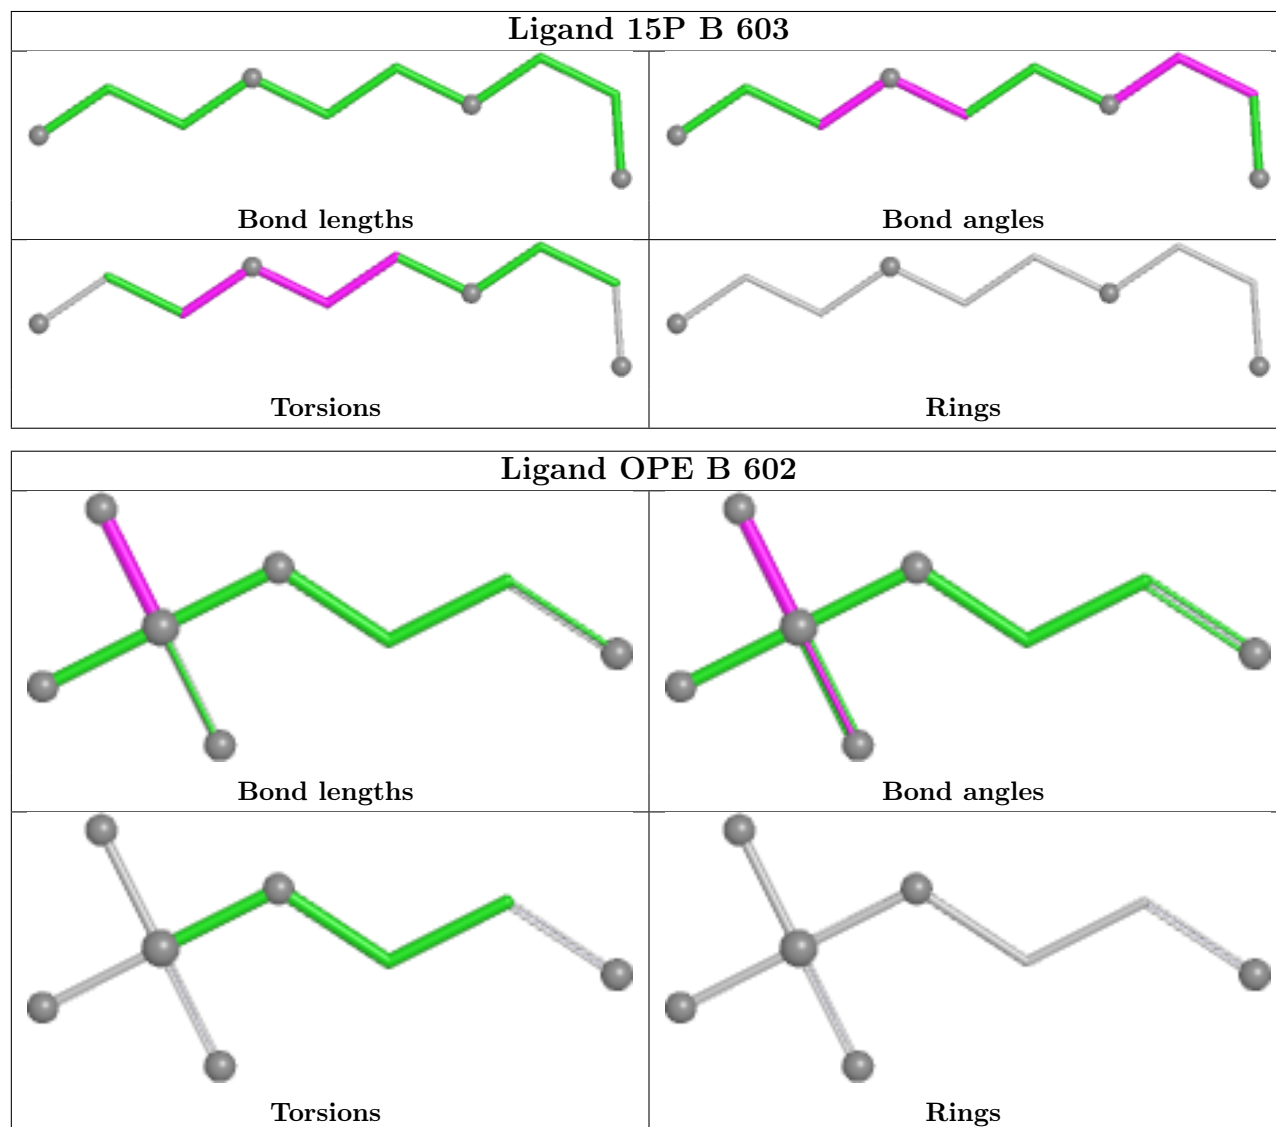 Ligand 15P B 603
Bond lengths
Bond angles
Torsions
Rings
Ligand OPE B 602
Bond lengths
Bond angles
Torsions
Rings